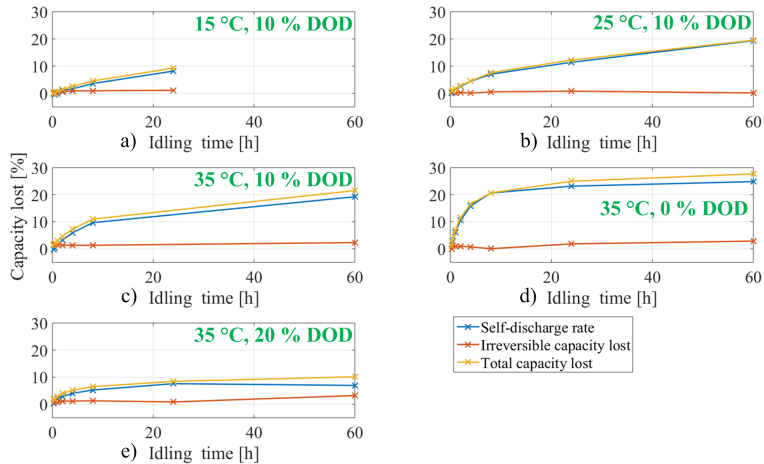 30
20
10
0
15 °C, 10 % DOD
0 20 40 60
a) Idling time [h]
30
20
10
0
25 °C, 10 % DOD
0 20 40 60
b) Idling time [h]
Capacity lost [%]
30
20
10
0
35 °C, 10 % DOD
0 20 40 60
c) Idling time [h]
30
20
10
0
35 °C, 0 % DOD
0 20 40 60
d) Idling time [h]
30
20
10
0
35 °C, 20 % DOD
0 20 40 60
e) Idling time [h]
Self-discharge rate
Irreversible capacity lost
Total capacity lost